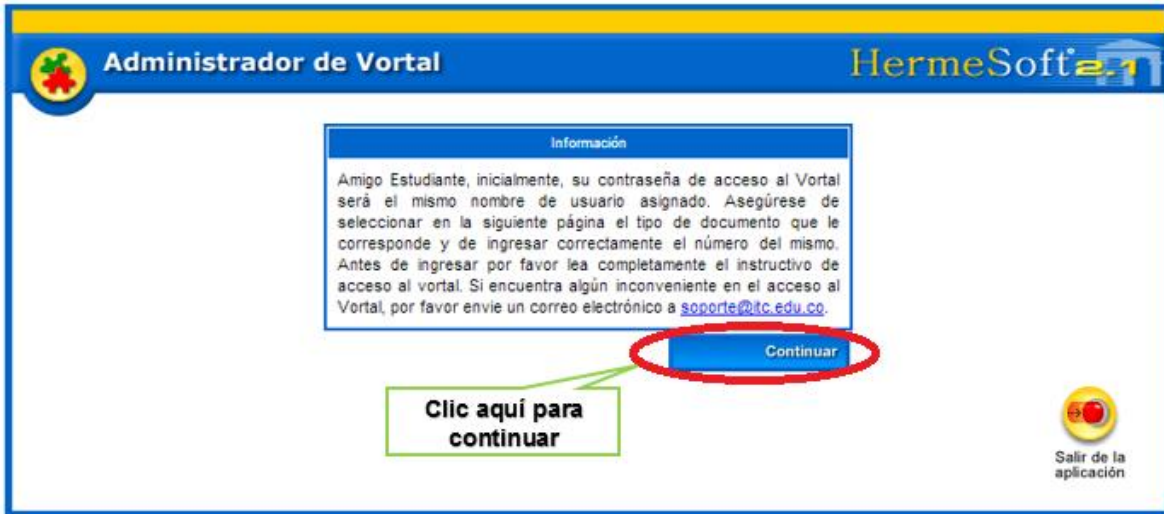 Administrador de Vortal
HermeSoft 2.1
Información
Amigo Estudiante, inicialmente, su contraseña de acceso al Vortal
será el mismo nombre de usuario asignado. Asegúrese de
seleccionar en la siguiente página el tipo de documento que le
corresponde y de ingresar correctamente el número del mismo.
Antes de ingresar por favor lea completamente el instructivo de
acceso al vortal. Si encuentra algún inconveniente en el acceso al
Vortal, por favor envie un correo electrónico a soporte@itc.edu.co.
Continuar
Clic aquí para
continuar
Salir de la
aplicación